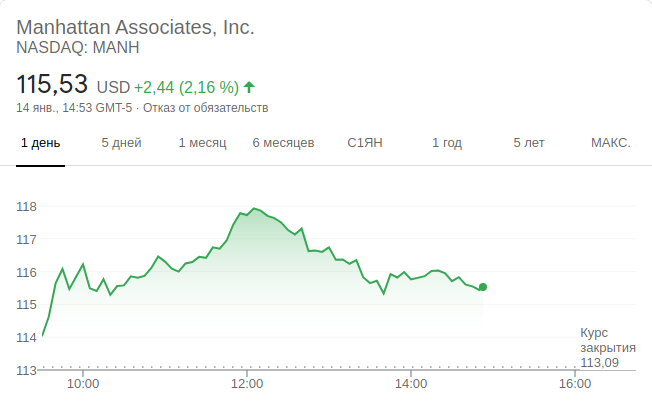 Manhattan Associates, Inc.
NASDAQ: MANH
115,53 USD +2,44 (2,16 %)
14 янв., 14:53 GMT-5 · Отказ от обязательств
1 день 5 дней 1 месяц 6 месяцев С1ЯН 1 год 5 лет МАКС.
118
117
116
115
114
Курс
закрытия
113,09
113
10:00 12:00 14:00 16:00